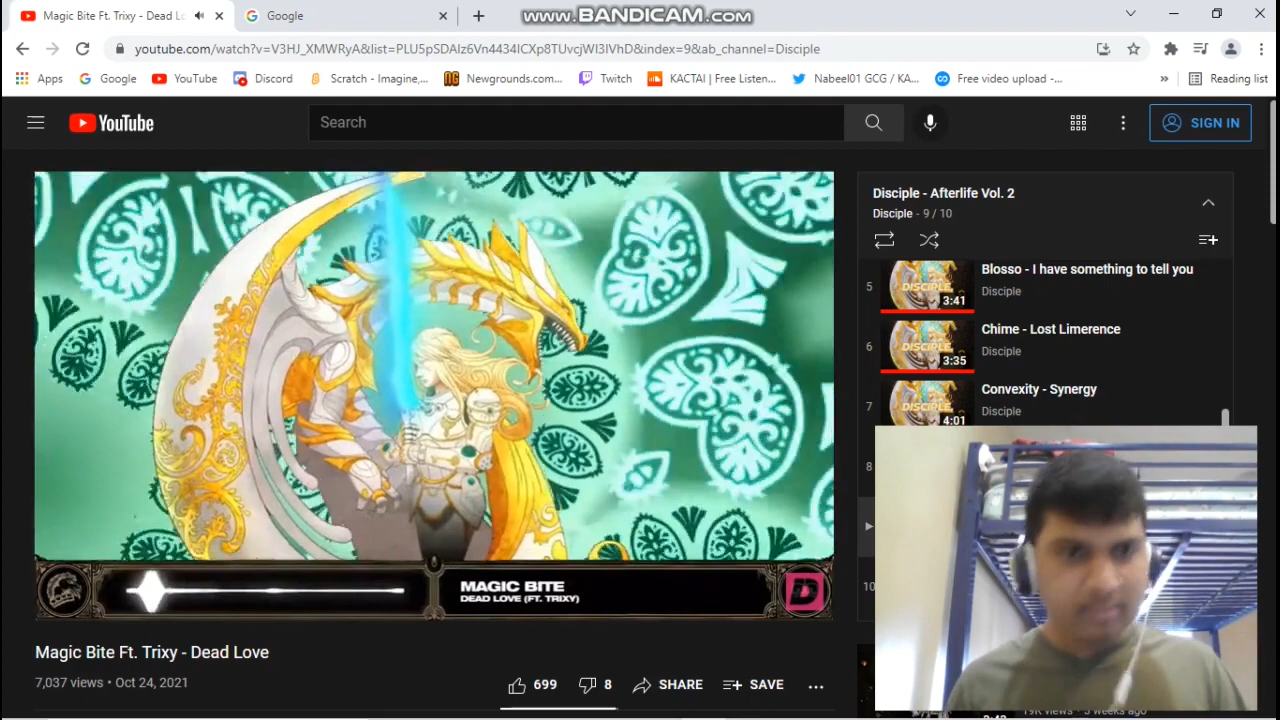 www.BANDICAM.com
Magic Bite Ft. Trixy - Dead Lo
Google
youtube.com/watch?v=V3HJ_XMWRyA&list=PLU5pSDAIz6Vn4434lCXp8TUvcjWI3IVhD&index=9&ab_channel=Disciple
Apps
Google
YouTube
Discord
Scratch - Imagine,...
Newgrounds.com...
Twitch
KACTAI | Free Listen...
Nabeel01 GCG / KA...
Free video upload -...
»
Reading list
YouTube
Search
SIGN IN
Disciple - Afterlife Vol. 2
Disciple - 9 / 10
5
DISCIPLE
3:41
Blosso - I have something to tell you
Disciple
6
DISCIPLE
3:35
Chime - Lost Limerence
Disciple
7
DISCIPLE
4:01
Convexity - Synergy
Disciple
8
10
MAGIC BITE
DEAD LOVE (FT. TRIXY)
D
Magic Bite Ft. Trixy - Dead Love
7,037 views • Oct 24, 2021
699
8
SHARE
SAVE